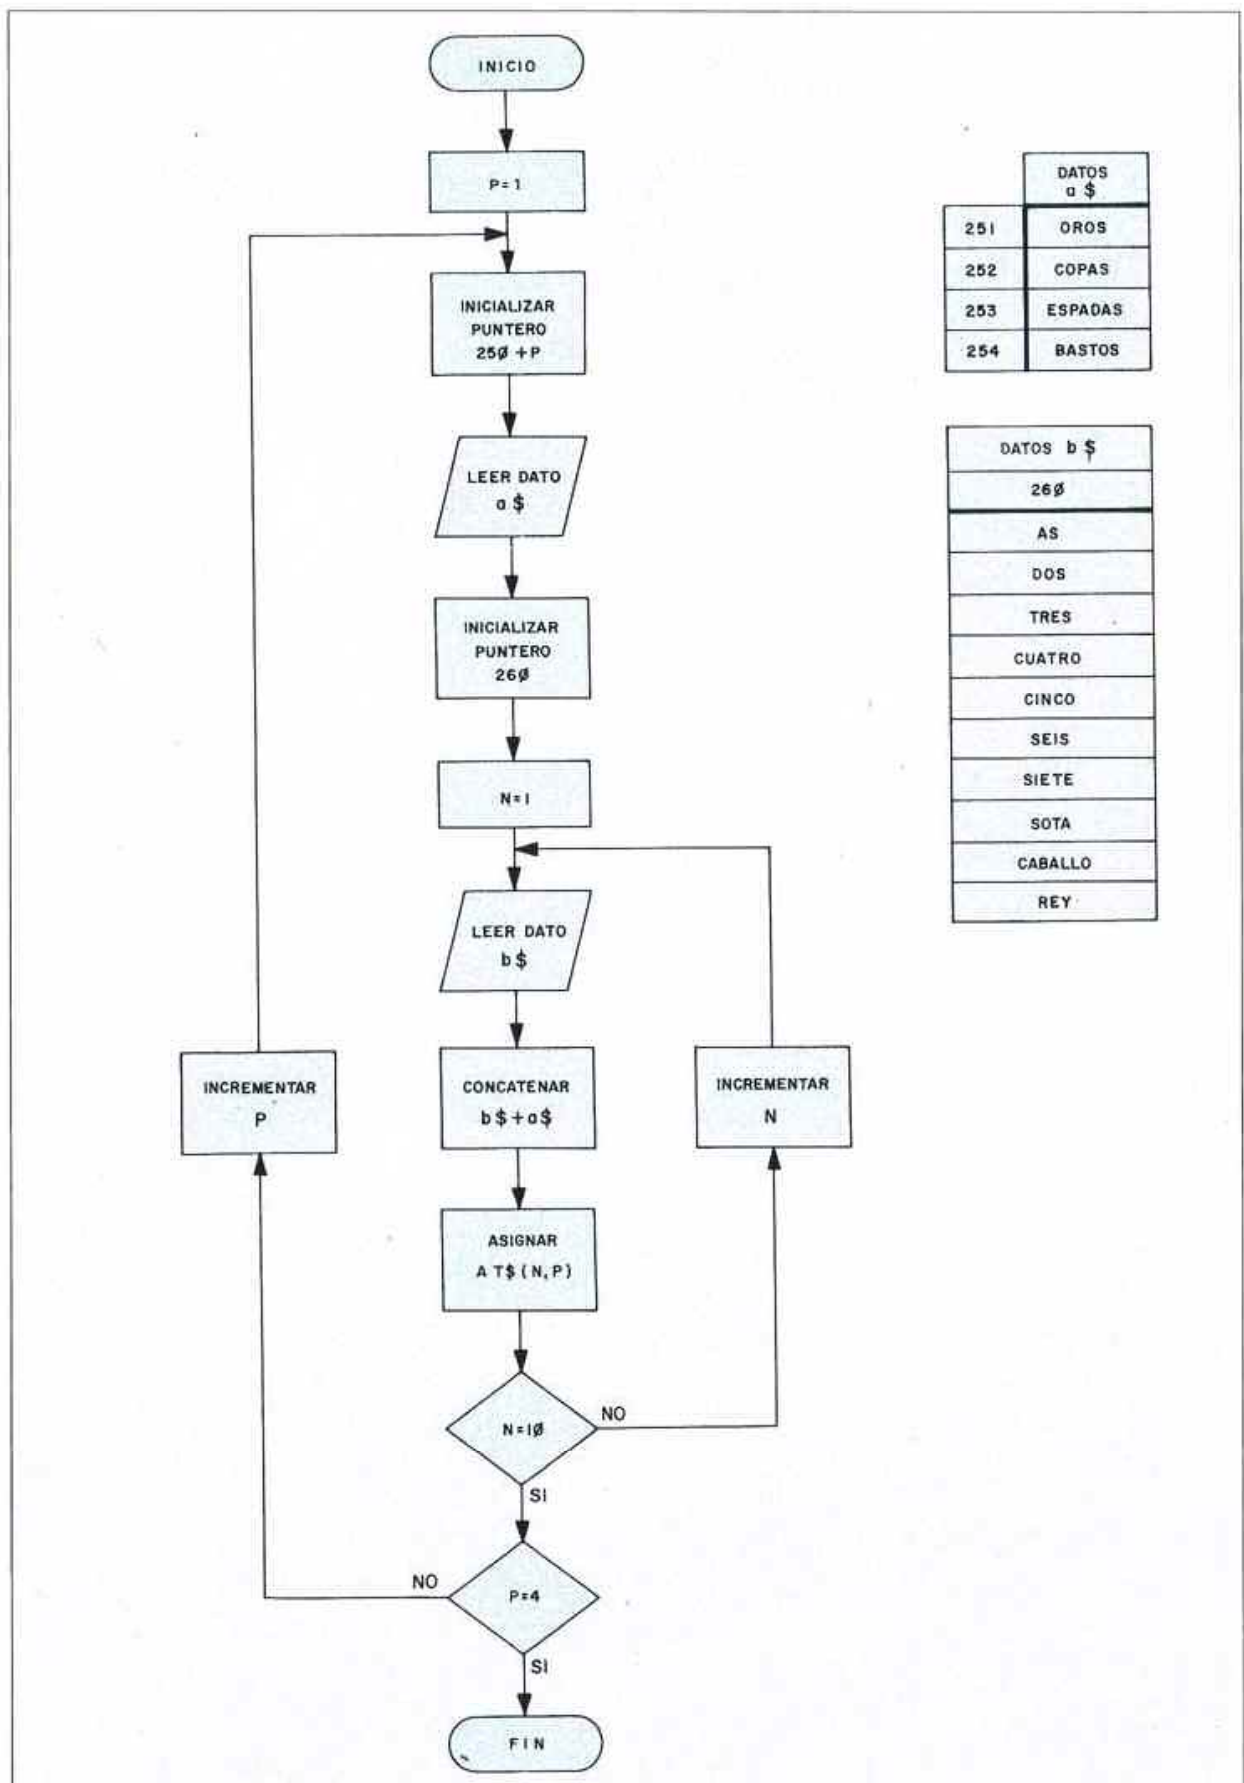 INICIO
P=1
INICIALIZAR
PUNTERO
25Ø+P
LEER DATO
a $
INICIALIZAR
PUNTERO
26Ø
N=1
LEER DATO
b $
CONCATENAR
b $ + a $
ASIGNAR
A T$ (N,P)
INCREMENTAR
P
INCREMENTAR
N
N=1Ø
NO
SI
P=4
NO
SI
FIN
DATOS
a $
251 OROS
252 COPAS
253 ESPADAS
254 BASTOS
DATOS b $
26Ø
AS
DOS
TRES
CUATRO
CINCO
SEIS
SIETE
SOTA
CABALLO
REY